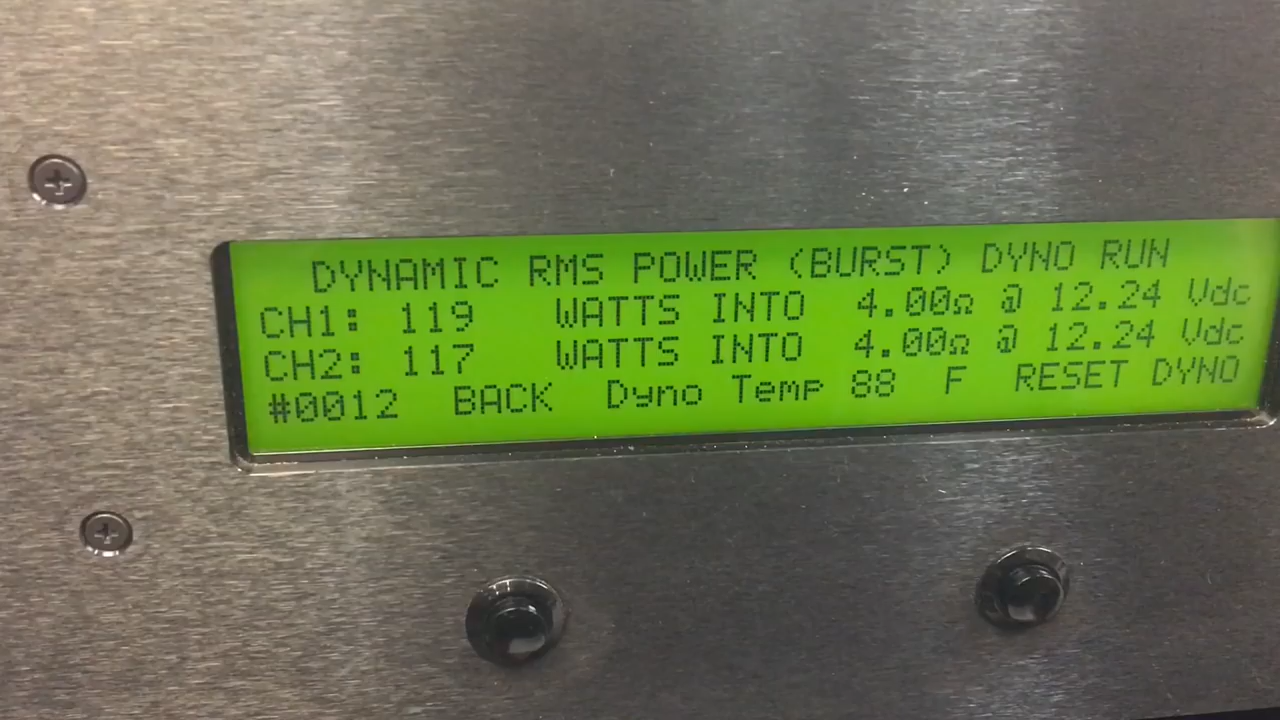 DYNAMIC RMS POWER (BURST) DYNO RUN
CH1: 119 WATTS INTO 4.00Ω @ 12.24 Vdc
CH2: 117 WATTS INTO 4.00Ω @ 12.24 Vdc
#0012 BACK Dyno Temp 88 F RESET DYNO